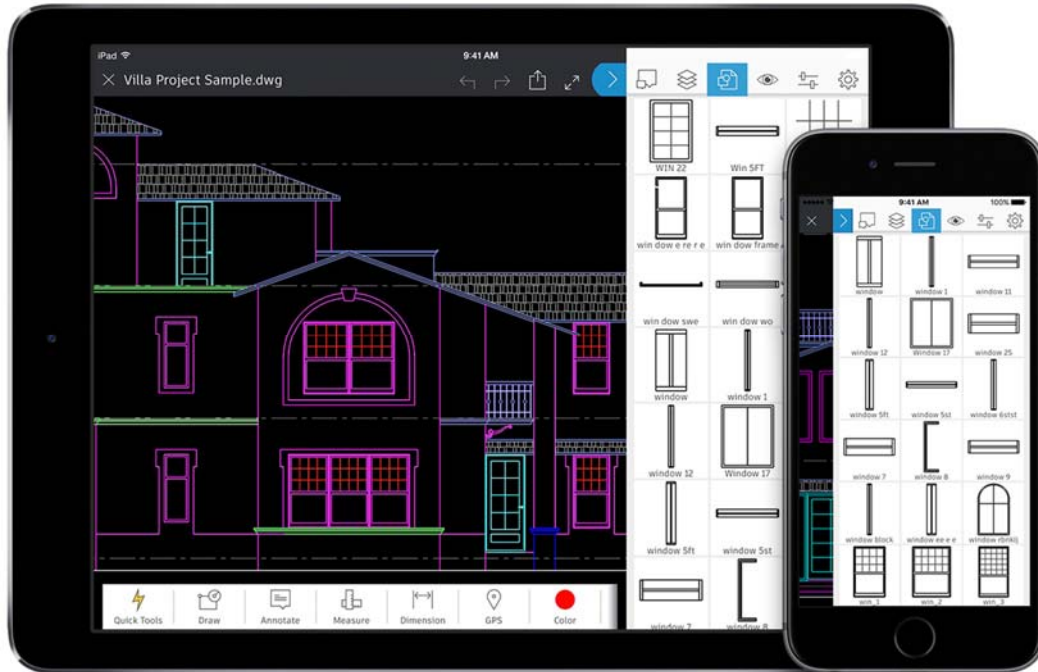 iPad
9:41 AM
Villa Project Sample.dwg
WIN 22
Win 5FT
win dow e re r e
win dow frame
win dow swe
win dow wo
window
window 1
window 12
Window 17
window 5ft
window 5st
window 7
window 8
Quick Tools
Draw
Annotate
Measure
Dimension
GPS
Color
9:41 AM
100%
window
window 1
window 11
window 12
Window 17
window 25
window 5ft
window 5st
window 6stst
window 7
window 8
window 9
window block
window ee e e
window rbnkij
win_1
win_2
win_3